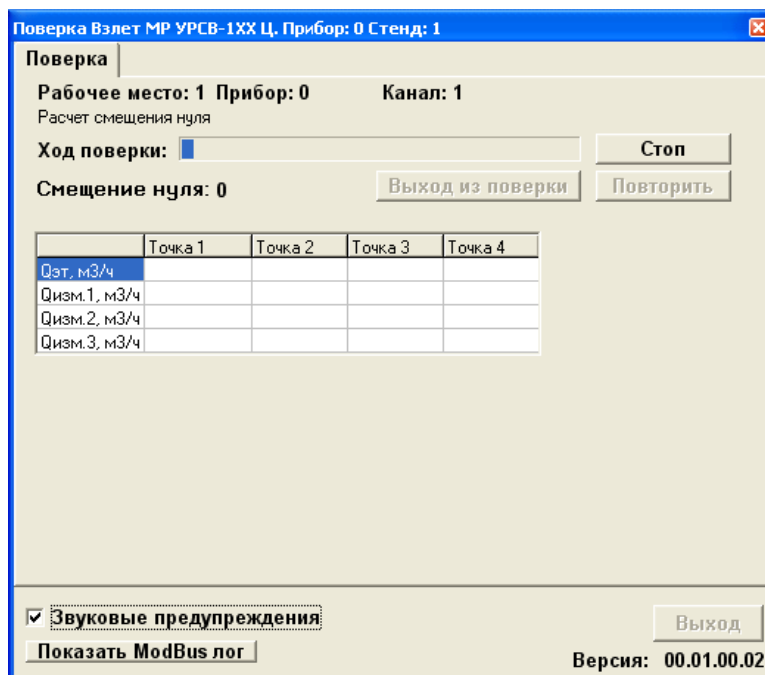 Поверка Взлет МР УРСВ-1XX Ц. Прибор: 0 Стенд: 1
Поверка
Рабочее место: 1 Прибор: 0 Канал: 1
Расчет смещения нуля
Ход поверки: Стоп
Смещение нуля: 0 Выход из поверки Повторить
Точка 1 Точка 2 Точка 3 Точка 4
Qэт, м3/ч
Qизм.1, м3/ч
Qизм.2, м3/ч
Qизм.3, м3/ч
Звуковые предупреждения
Выход
Показать ModBus лог
Версия: 00.01.00.02